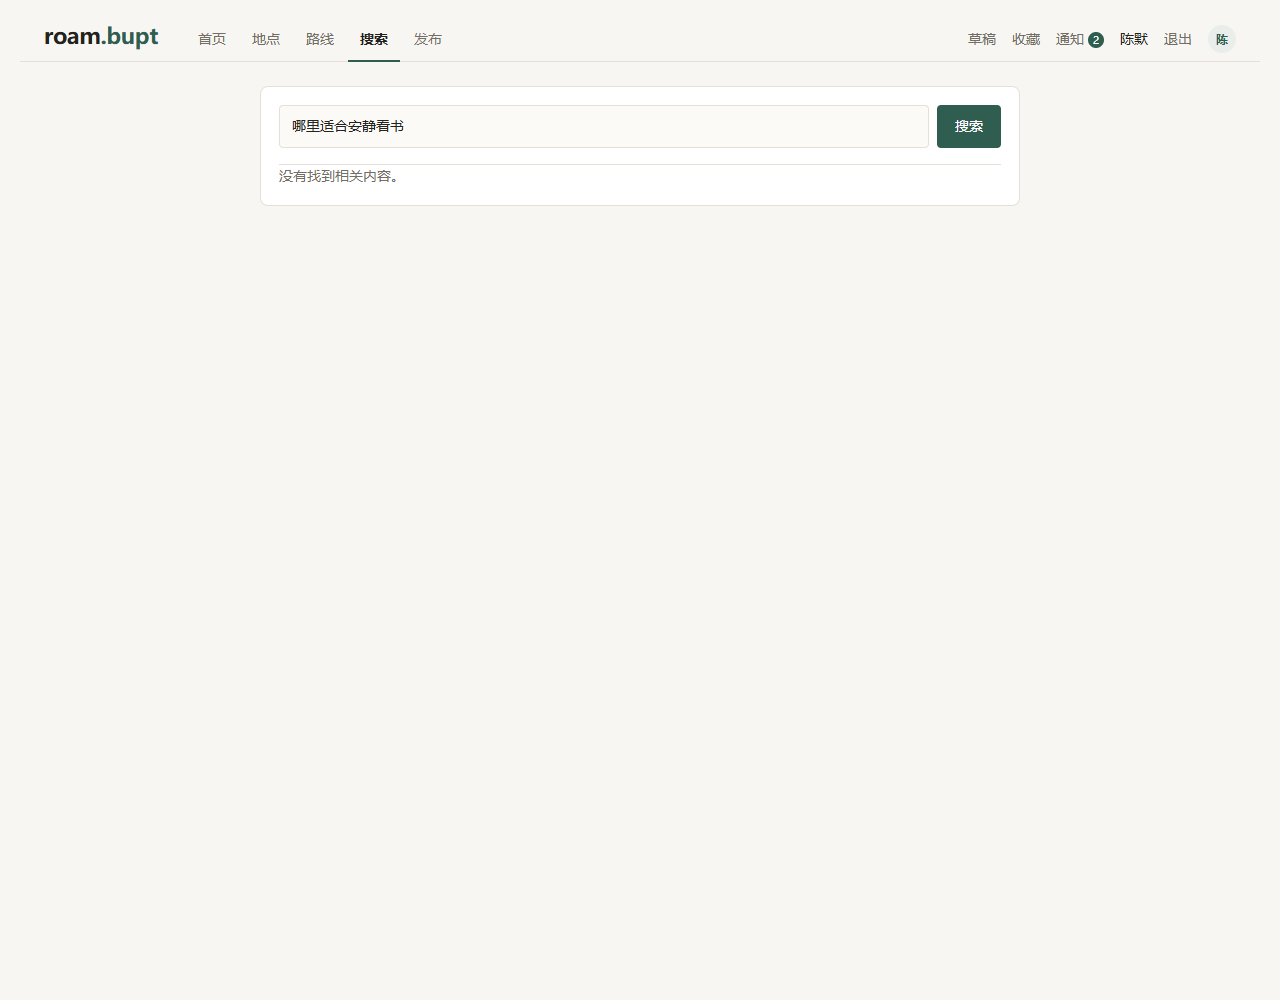 roam.bupt 首页 地点 路线 搜索 发布 草稿 收藏 通知 2 陈默 退出 陈
哪里适合安静看书 搜索
没有找到相关内容。